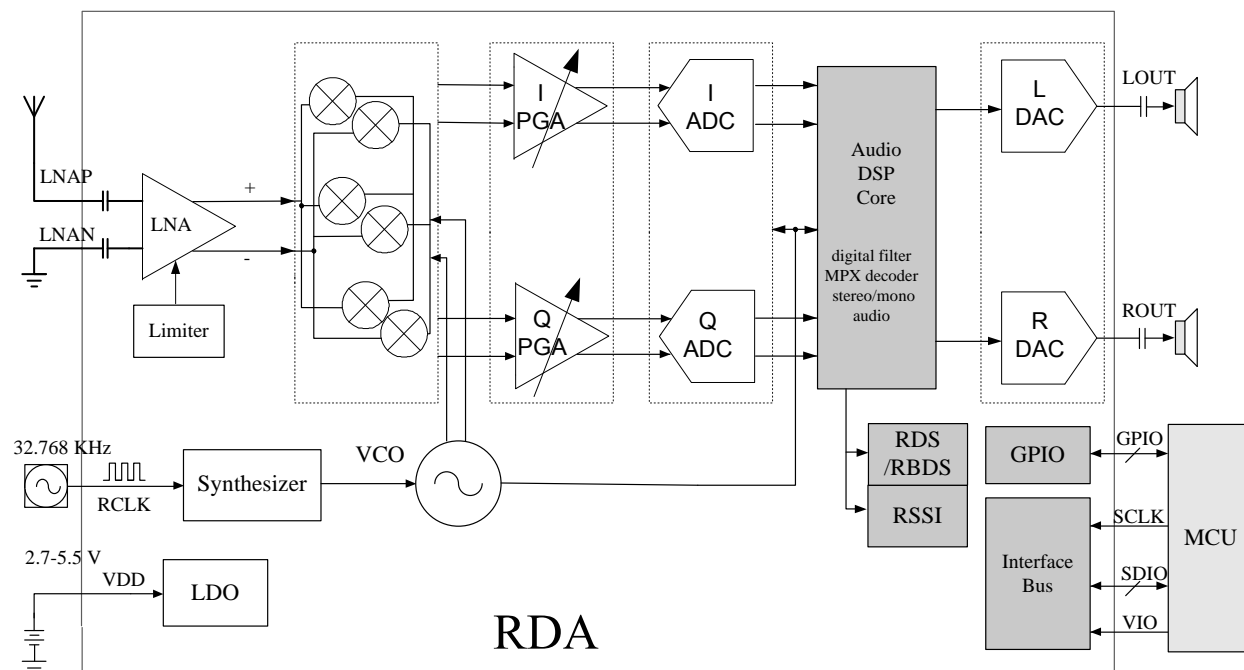 LNAP
LNAN
LNA
+
-
Limiter
I
PGA
I
ADC
Q
PGA
Q
ADC
Audio
DSP
Core
digital filter
MPX decoder
stereo/mono
audio
L
DAC
LOUT
R
DAC
ROUT
32.768 KHz
RCLK
Synthesizer
VCO
2.7-5.5 V
VDD
LDO
RDS
/RBDS
RSSI
GPIO
Interface
Bus
GPIO
SCLK
SDIO
VIO
MCU
RDA